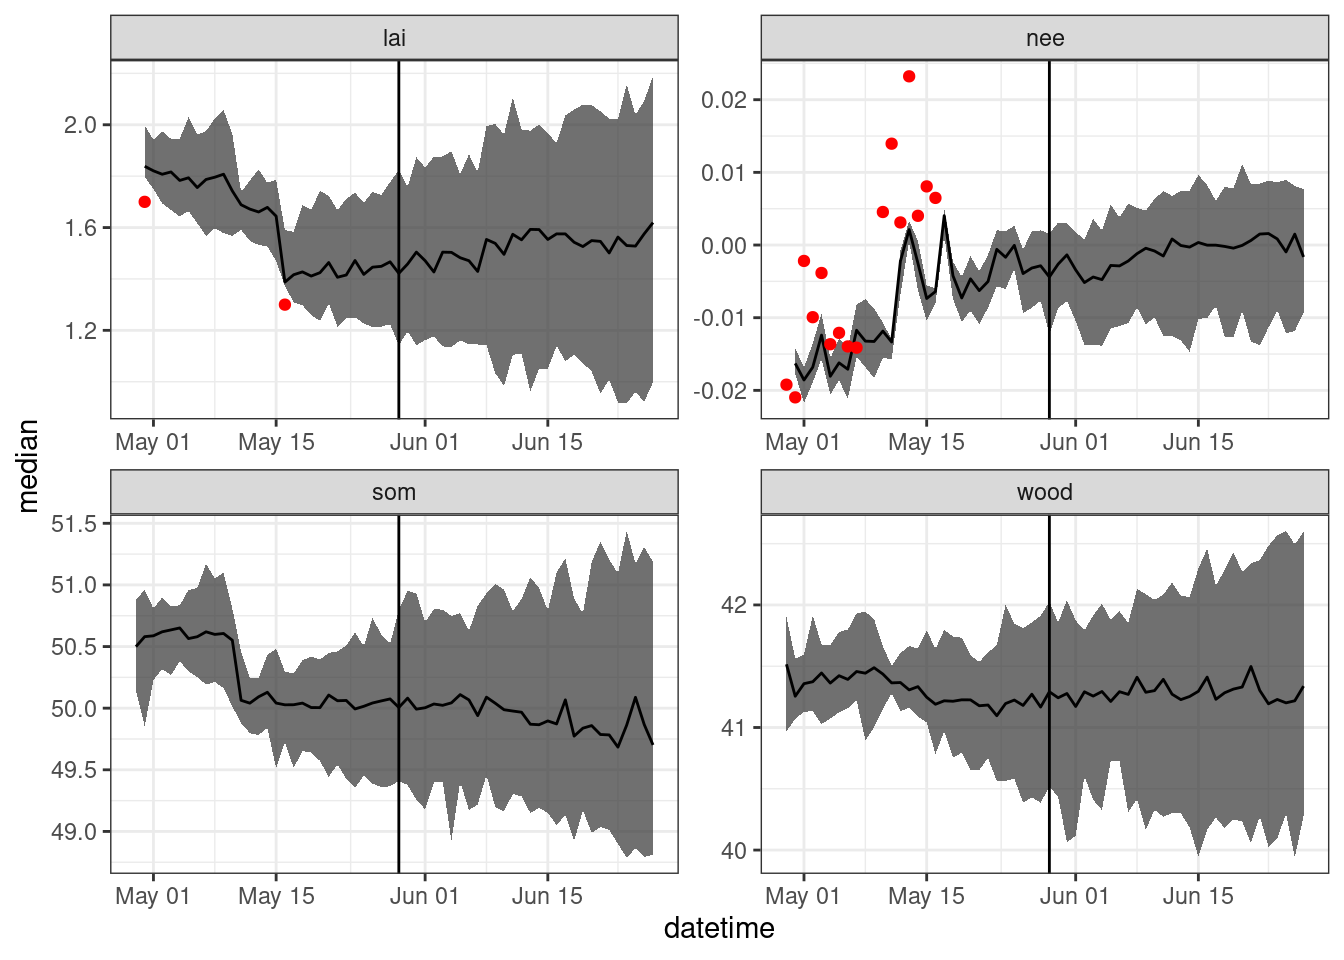 lai
nee
2.0
1.6
1.2
0.02
0.01
0.00
-0.01
-0.02
May 01 May 15 Jun 01 Jun 15
May 01 May 15 Jun 01 Jun 15
median
som
wood
51.5
51.0
50.5
50.0
49.5
49.0
42
41
40
May 01 May 15 Jun 01 Jun 15
May 01 May 15 Jun 01 Jun 15
datetime